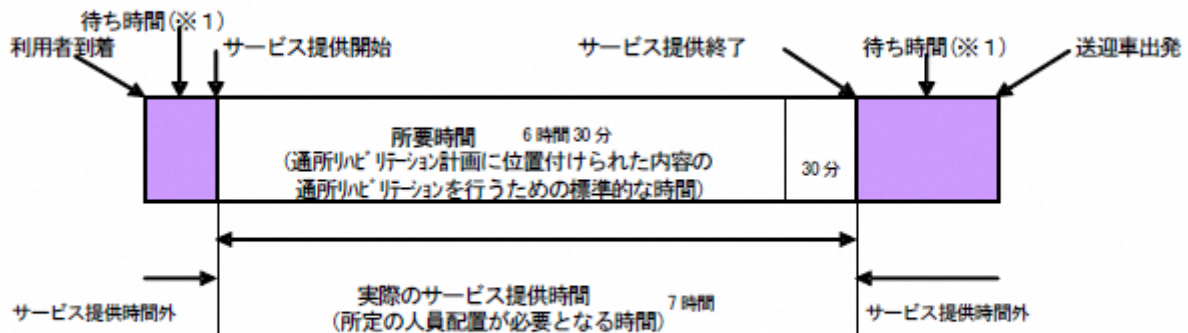 待ち時間(※1)
利用者到着 サービス提供開始 サービス提供終了 待ち時間(※1) 送迎車出発
所要時間 6時間30分
(通所ﾘﾊﾋﾞﾘﾃｰｼｮﾝ計画に位置付けられた内容の
通所ﾘﾊﾋﾞﾘﾃｰｼｮﾝを行うための標準的な時間)
30分
サービス提供時間外
実際のサービス提供時間 7時間
(所定の人員配置が必要となる時間)
サービス提供時間外